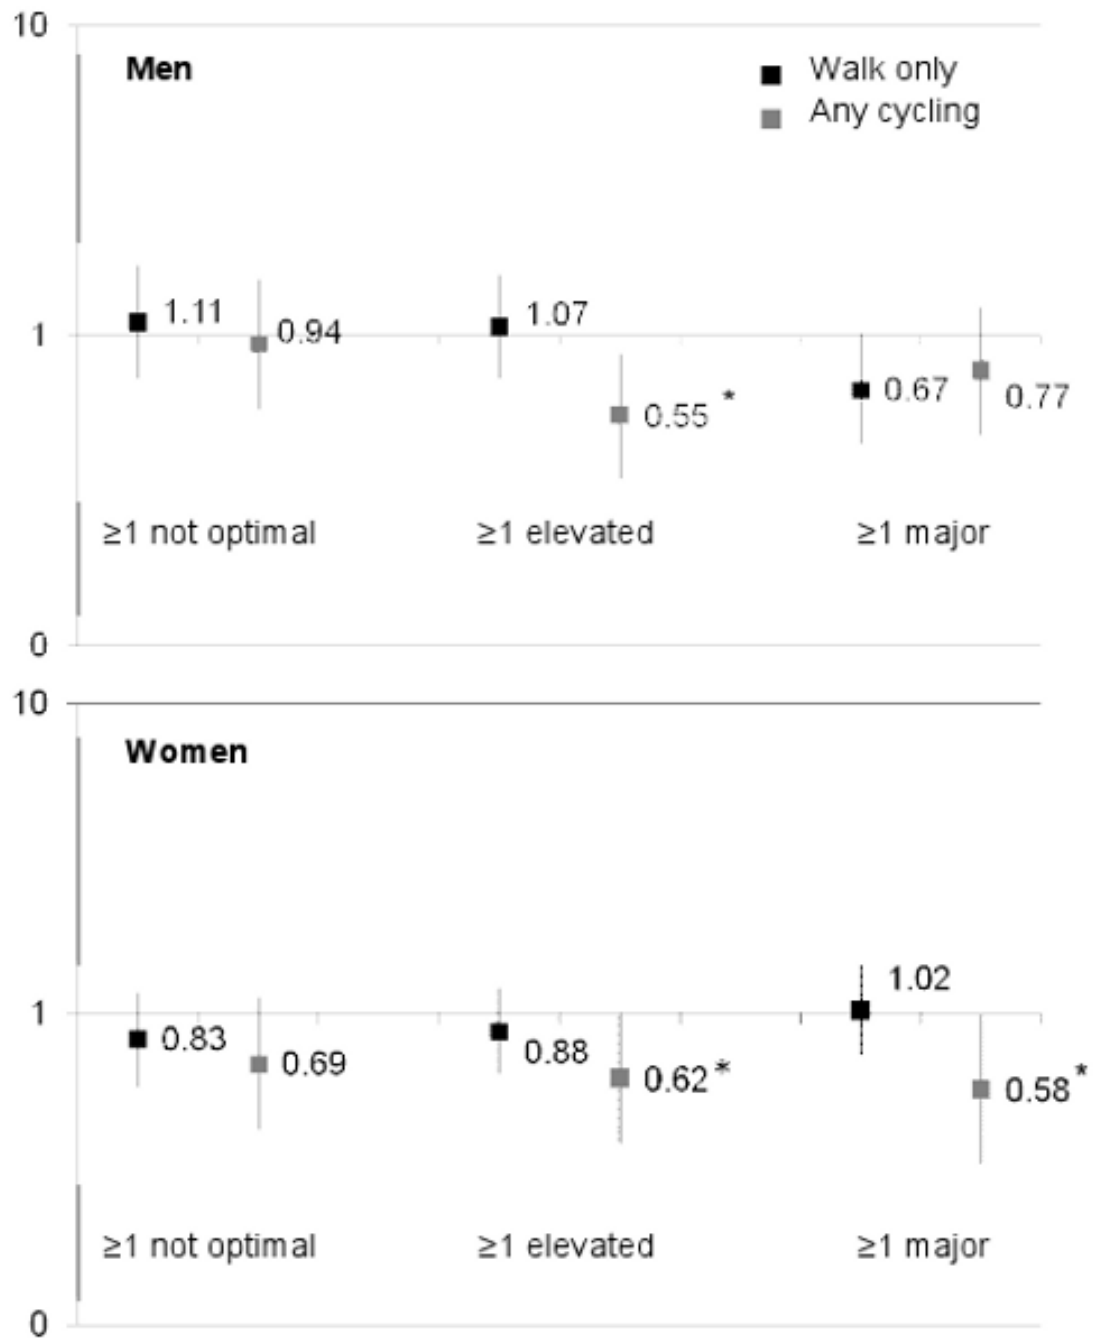 10
Men
Walk only
Any cycling
1.11
0.94
1.07
0.55 *
0.67
0.77
1
≥1 not optimal
≥1 elevated
≥1 major
0
10
Women
1
0.83
0.69
0.88
0.62 *
1.02
0.58 *
≥1 not optimal
≥1 elevated
≥1 major
0